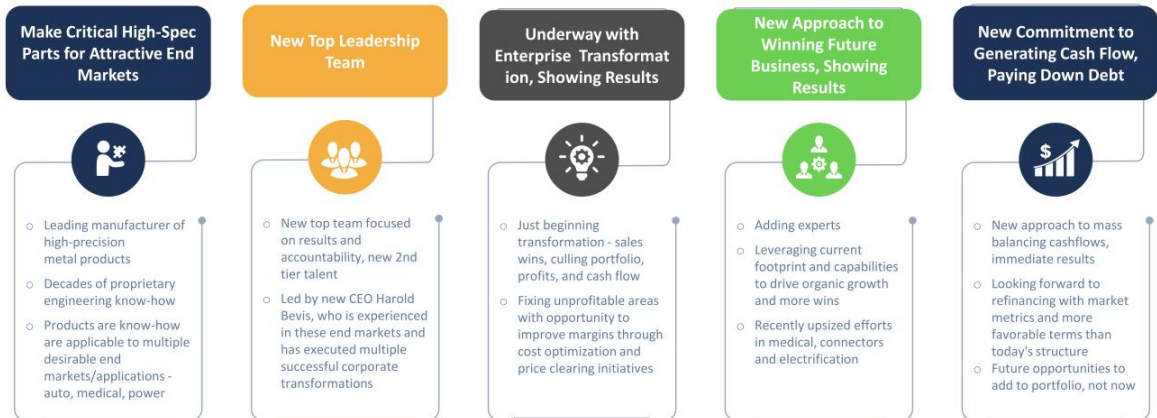 Make Critical High-Spec
Parts for Attractive End
Markets
Leading manufacturer of
high-precision
metal products
Decades of proprietary
engineering know-how
Products are know-how
are applicable to multiple
desirable end
markets/applications -
auto, medical, power
New Top Leadership
Team
New top team focused
on results and
accountability, new 2nd
tier talent
Led by new CEO Harold
Bevis, who is experienced
in these end markets and
has executed multiple
successful corporate
transformations
Underway with
Enterprise Transformat
ion, Showing Results
Just beginning
transformation - sales
wins, culling portfolio,
profits, and cash flow
Fixing unprofitable areas
with opportunity to
improve margins through
cost optimization and
price clearing initiatives
New Approach to
Winning Future
Business, Showing
Results
Adding experts
Leveraging current
footprint and capabilities
to drive organic growth
and more wins
Recently upsized efforts
in medical, connectors
and electrification
New Commitment to
Generating Cash Flow,
Paying Down Debt
$
New approach to mass
balancing cashflows,
immediate results
Looking forward to
refinancing with market
metrics and more
favorable terms than
today's structure
Future opportunities to
add to portfolio, not now